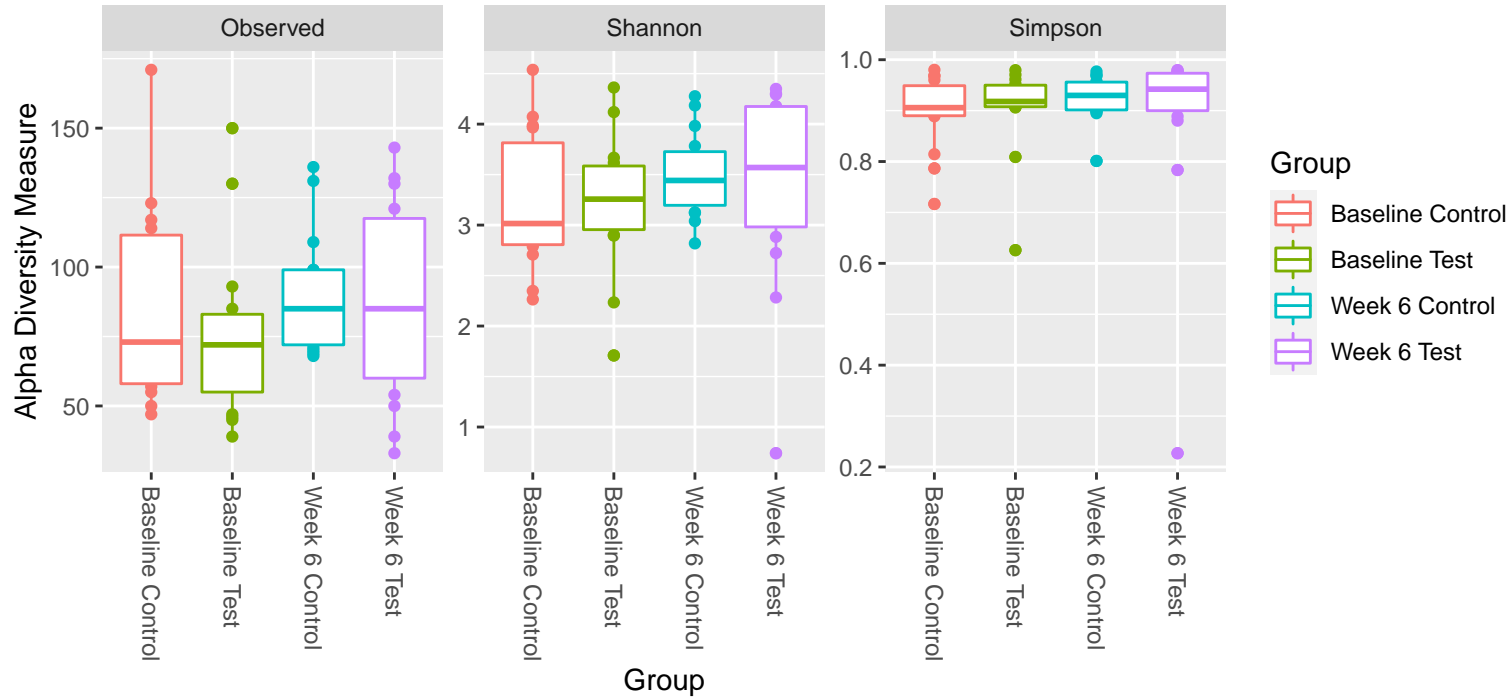 Observed
Shannon
Simpson
Alpha Diversity Measure
150
100
50
4
3
2
1
1.0
0.8
0.6
0.4
0.2
Baseline Control
Baseline Test
Week 6 Control
Week 6 Test
Baseline Control
Baseline Test
Week 6 Control
Week 6 Test
Baseline Control
Baseline Test
Week 6 Control
Week 6 Test
Group
Group
Baseline Control
Baseline Test
Week 6 Control
Week 6 Test